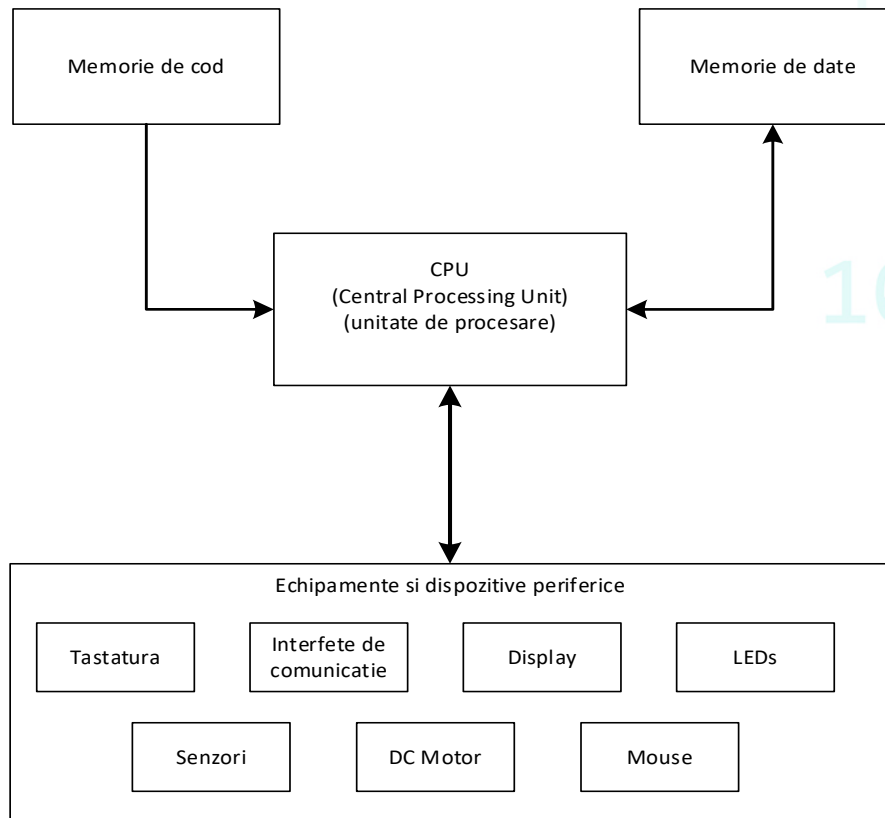 Memorie de cod
Memorie de date
CPU
(Central Processing Unit)
(unitate de procesare)
Echipamente si dispozitive periferice
Tastatura
Interfete de
comunicatie
Display
LEDs
Senzori
DC Motor
Mouse